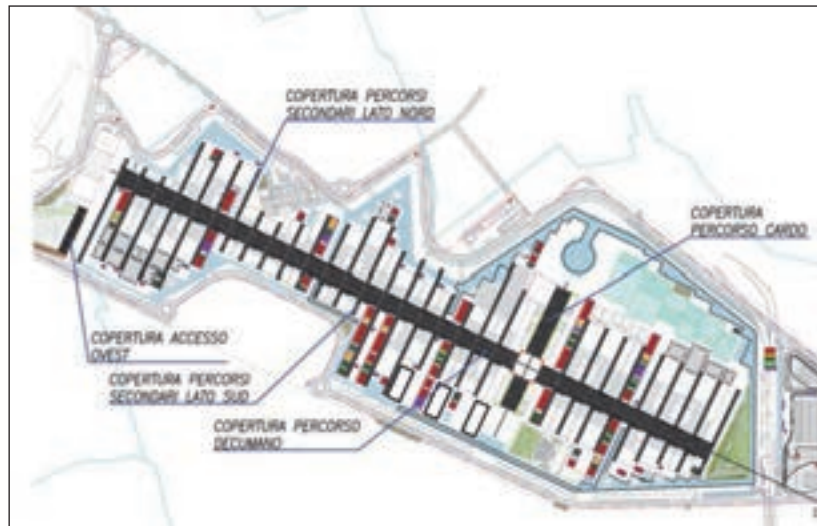 COPERTURA PERCORSI
SECONDARI LATO NORD
COPERTURA
PERCORSO CARDO
COPERTURA ACCESSO
OVEST
COPERTURA PERCORSI
SECONDARI LATO SUD
COPERTURA PERCORSO
DECUMANO